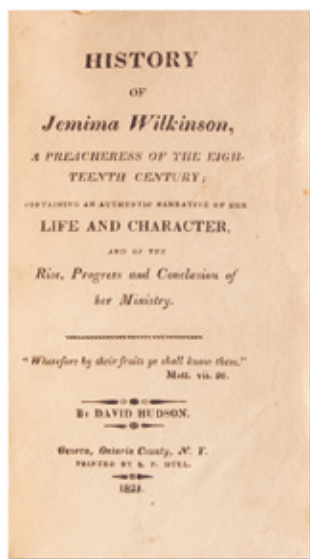 HISTORY
OF
Jemima Wilkinson,
A PREACHERESS OF THE EIGH-
TEENTH CENTURY;
CONTAINING AN AUTHENTIC NARRATIVE OF HER
LIFE AND CHARACTER,
AND OF THE
Rise, Progress and Conclusion of
her Ministry.
"Wherefore by their fruits ye shall know them."
Matt. vii. 20.
By DAVID HUDSON.
Geneva, Ontario County, N. Y.
PRINTED BY S. P. HULL.
1821.